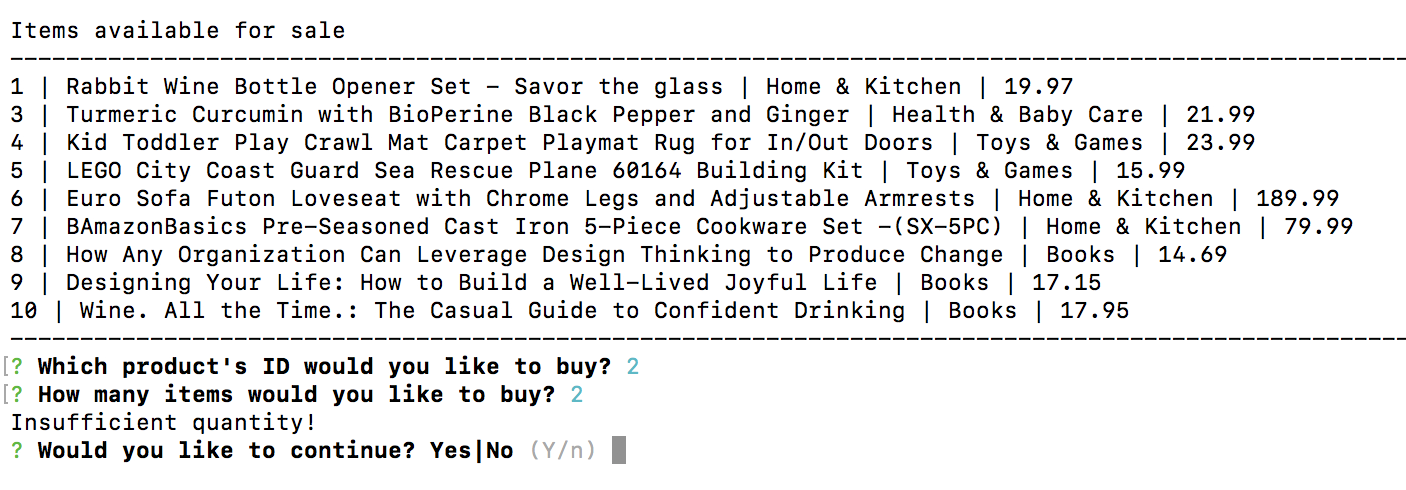 Items available for sale
----------------------------------------------------------------------------------------------------
1 | Rabbit Wine Bottle Opener Set - Savor the glass | Home & Kitchen | 19.97
3 | Turmeric Curcumin with BioPerine Black Pepper and Ginger | Health & Baby Care | 21.99
4 | Kid Toddler Play Crawl Mat Carpet Playmat Rug for In/Out Doors | Toys & Games | 23.99
5 | LEGO City Coast Guard Sea Rescue Plane 60164 Building Kit | Toys & Games | 15.99
6 | Euro Sofa Futon Loveseat with Chrome Legs and Adjustable Armrests | Home & Kitchen | 189.99
7 | BAmazonBasics Pre-Seasoned Cast Iron 5-Piece Cookware Set -(SX-5PC) | Home & Kitchen | 79.99
8 | How Any Organization Can Leverage Design Thinking to Produce Change | Books | 14.69
9 | Designing Your Life: How to Build a Well-Lived Joyful Life | Books | 17.15
10 | Wine. All the Time.: The Casual Guide to Confident Drinking | Books | 17.95
----------------------------------------------------------------------------------------------------
[? Which product's ID would you like to buy? 2
[? How many items would you like to buy? 2
Insufficient quantity!
? Would you like to continue? Yes|No (Y/n)